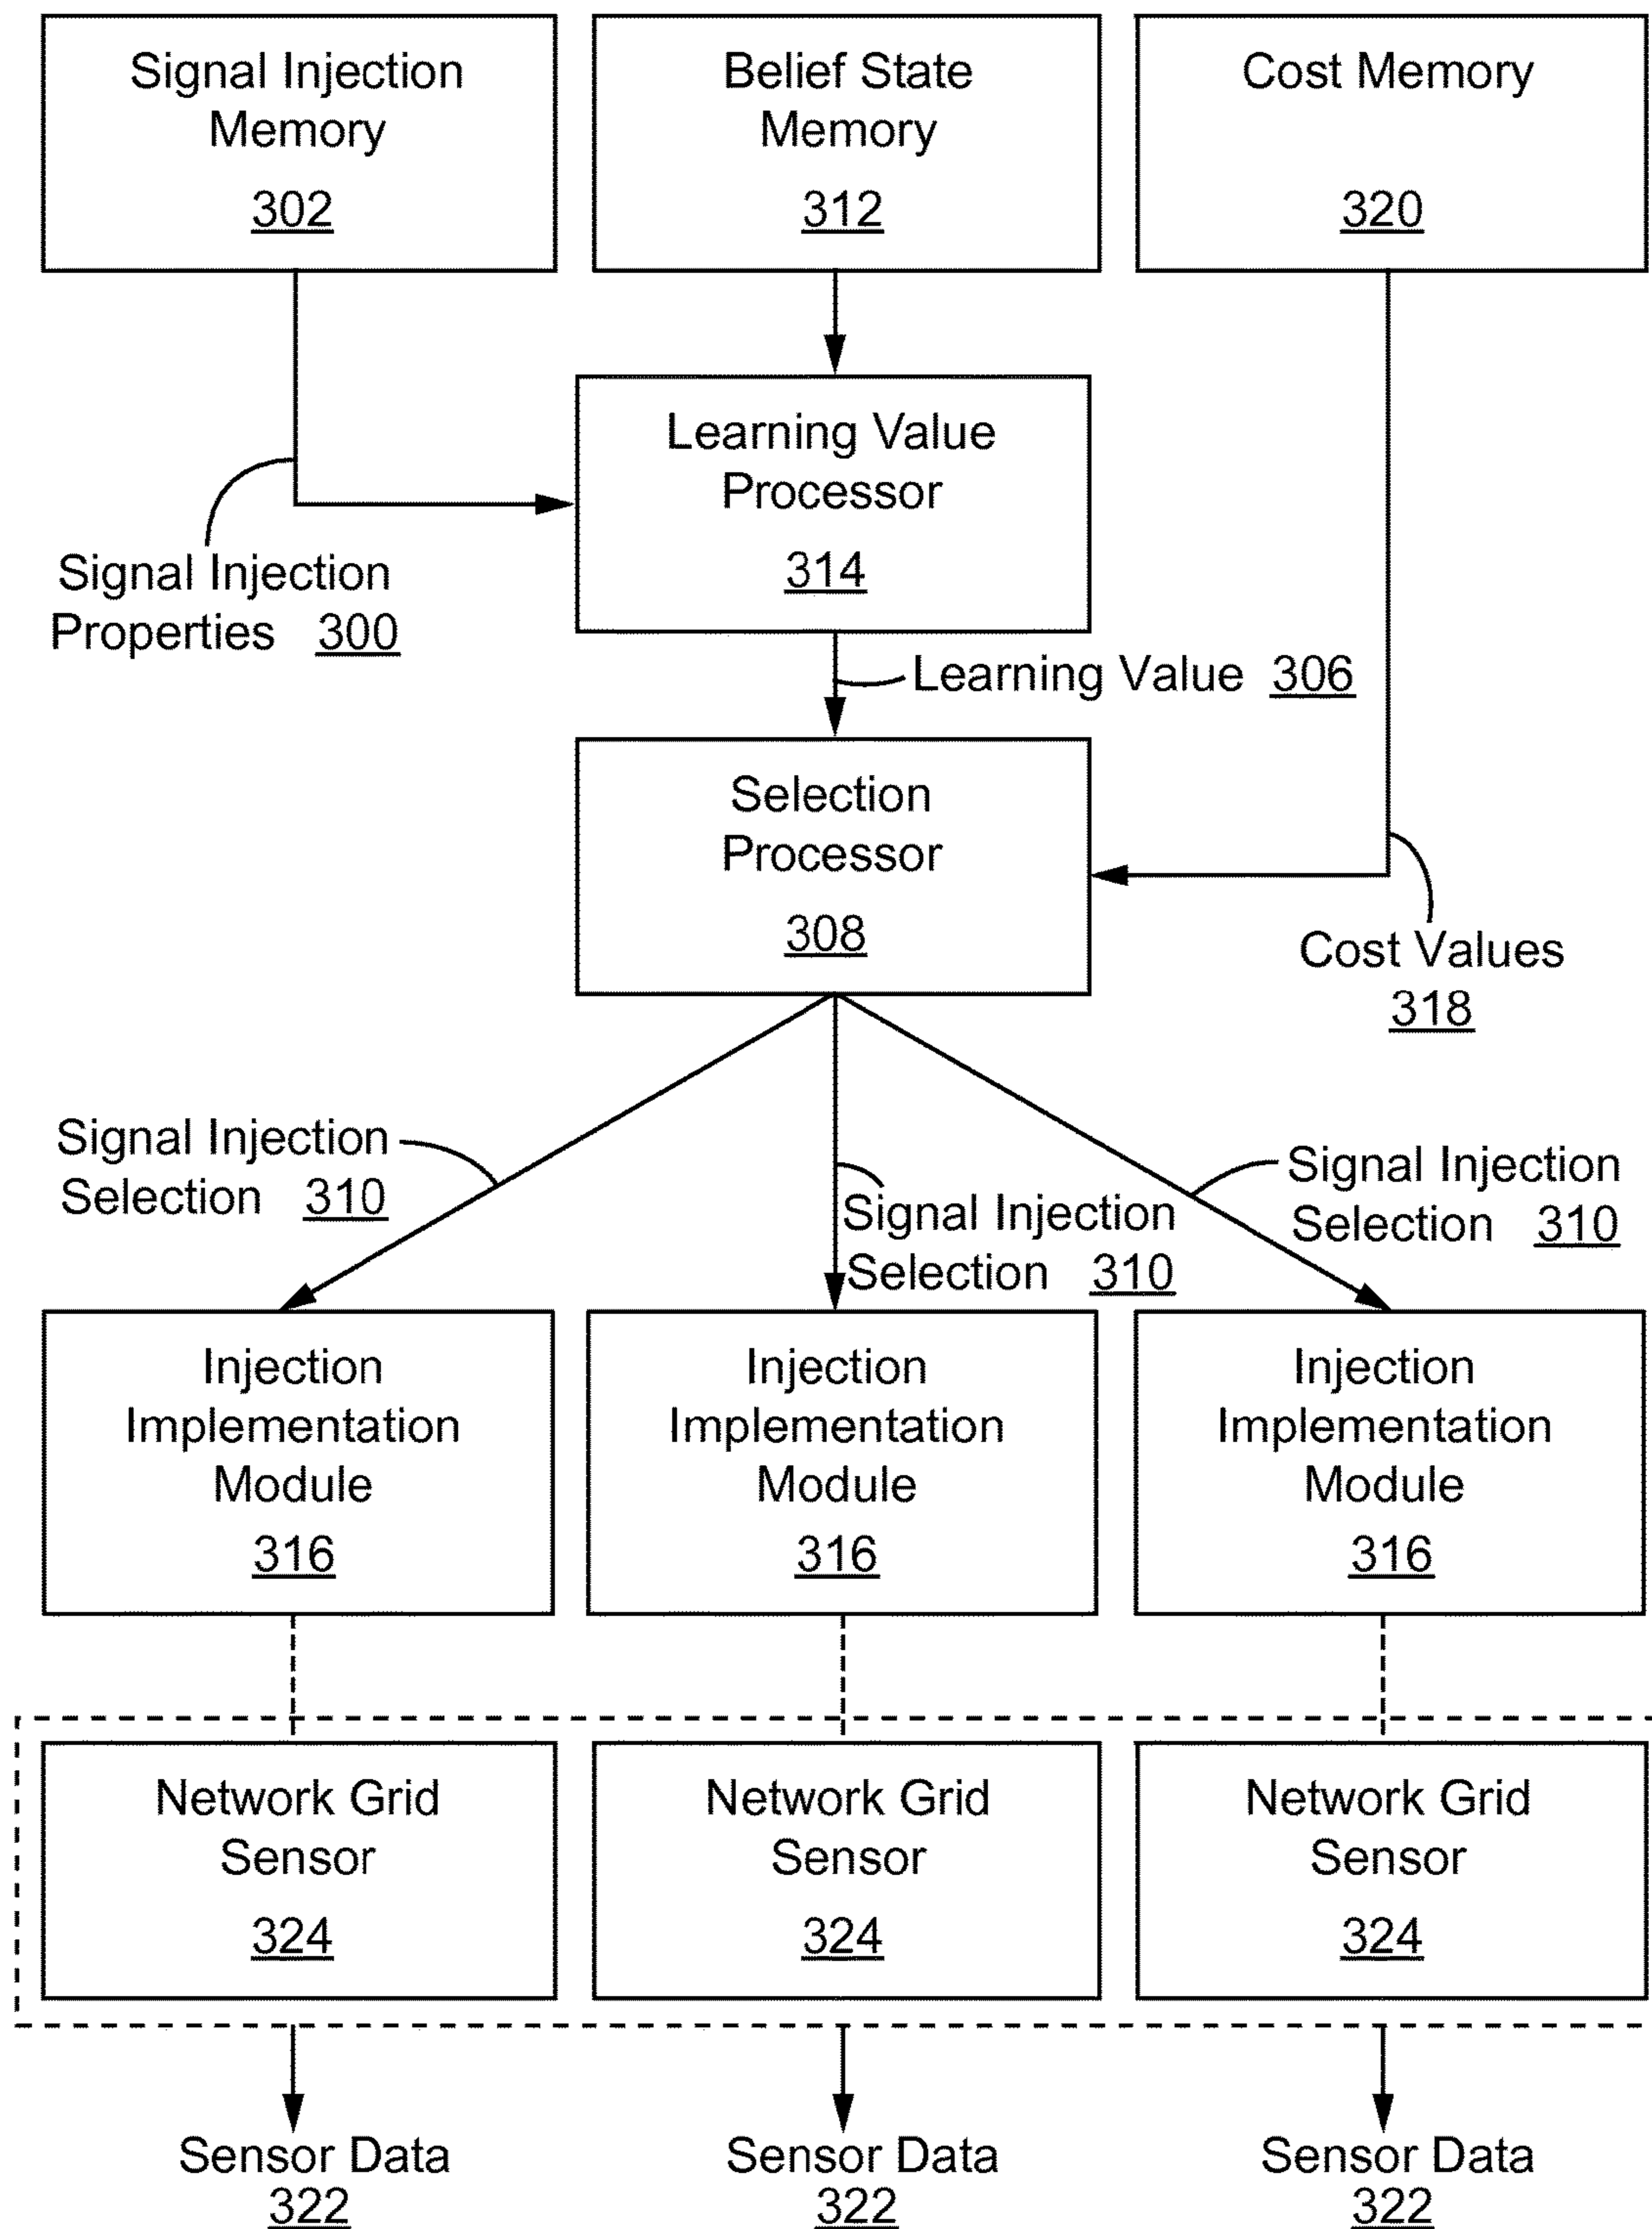 Signal Injection
Memory
302
Belief State
Memory
312
Cost Memory
320
Learning Value
Processor
314
Signal Injection
Properties 300
Learning Value 306
Selection
Processor
308
Cost Values
318
Signal Injection
Selection 310
Signal Injection
Selection 310
Signal Injection
Selection 310
Injection
Implementation
Module
316
Injection
Implementation
Module
316
Injection
Implementation
Module
316
Network Grid
Sensor
324
Network Grid
Sensor
324
Network Grid
Sensor
324
Sensor Data
322
Sensor Data
322
Sensor Data
322